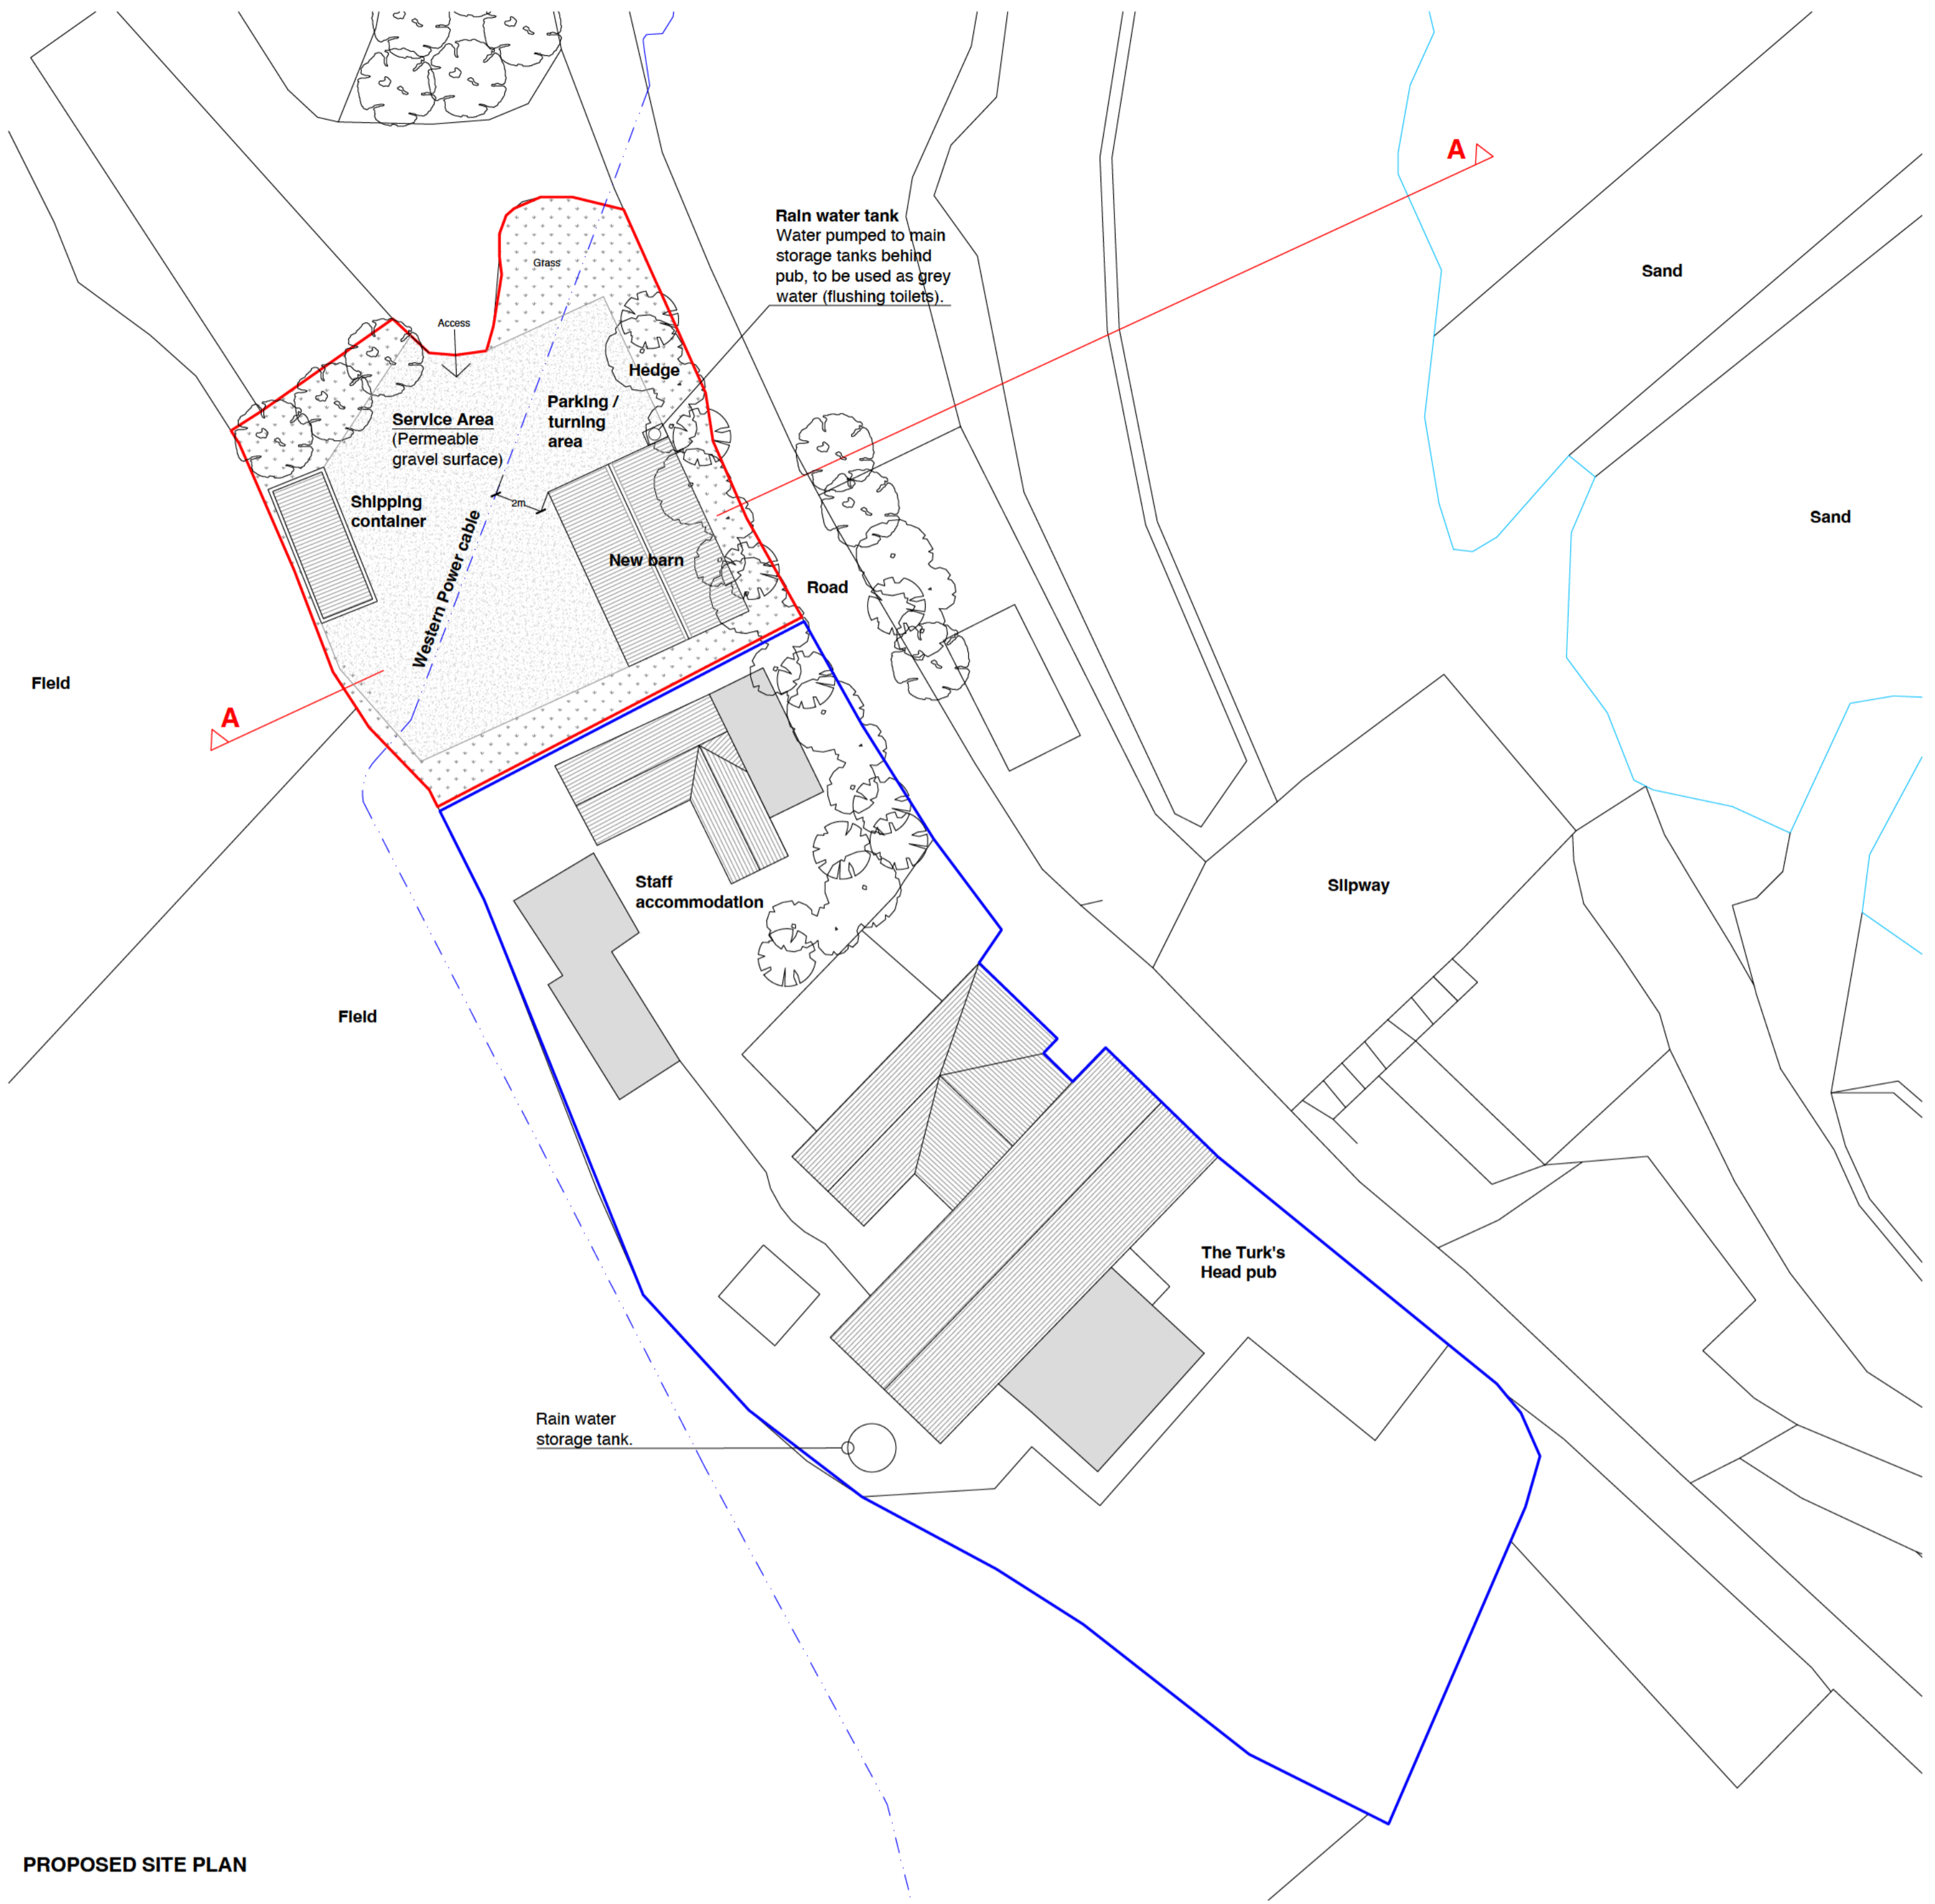 A
Rain water tank
Water pumped to main
storage tanks behind
pub, to be used as grey
water (flushing toilets).
Grass
Sand
Access
Hedge
Parking /
turning
area
Service Area
(Permeable
gravel surface)
Shipping
container
2m
Sand
Western Power cable
New barn
Road
Field
A
Staff
accommodation
Slipway
Field
The Turk's
Head pub
Rain water
storage tank.
PROPOSED SITE PLAN